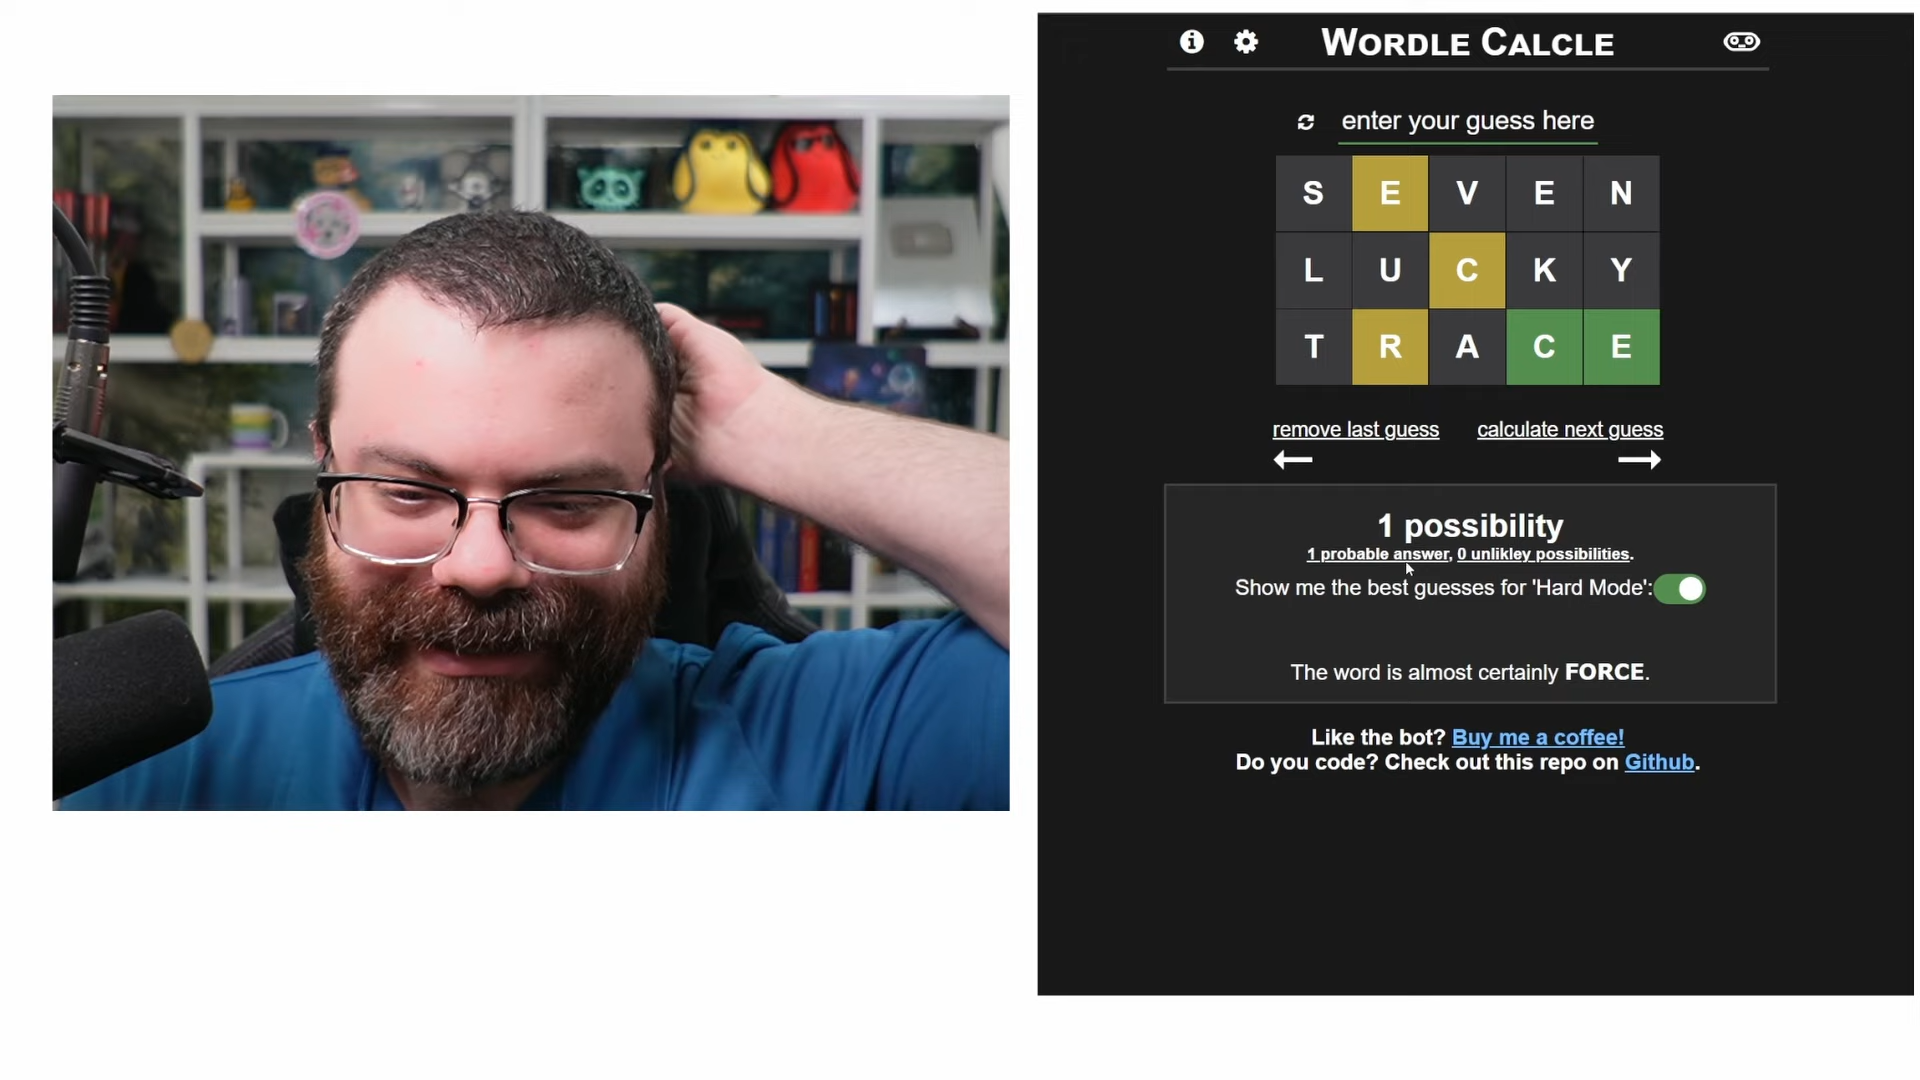 WORDLE CALCLE
enter your guess here
S E V E N
L U C K Y
T R A C E
remove last guess calculate next guess
1 possibility
1 probable answer, 0 unlikley possibilities.
Show me the best guesses for 'Hard Mode':
The word is almost certainly FORCE.
Like the bot? Buy me a coffee!
Do you code? Check out this repo on Github.